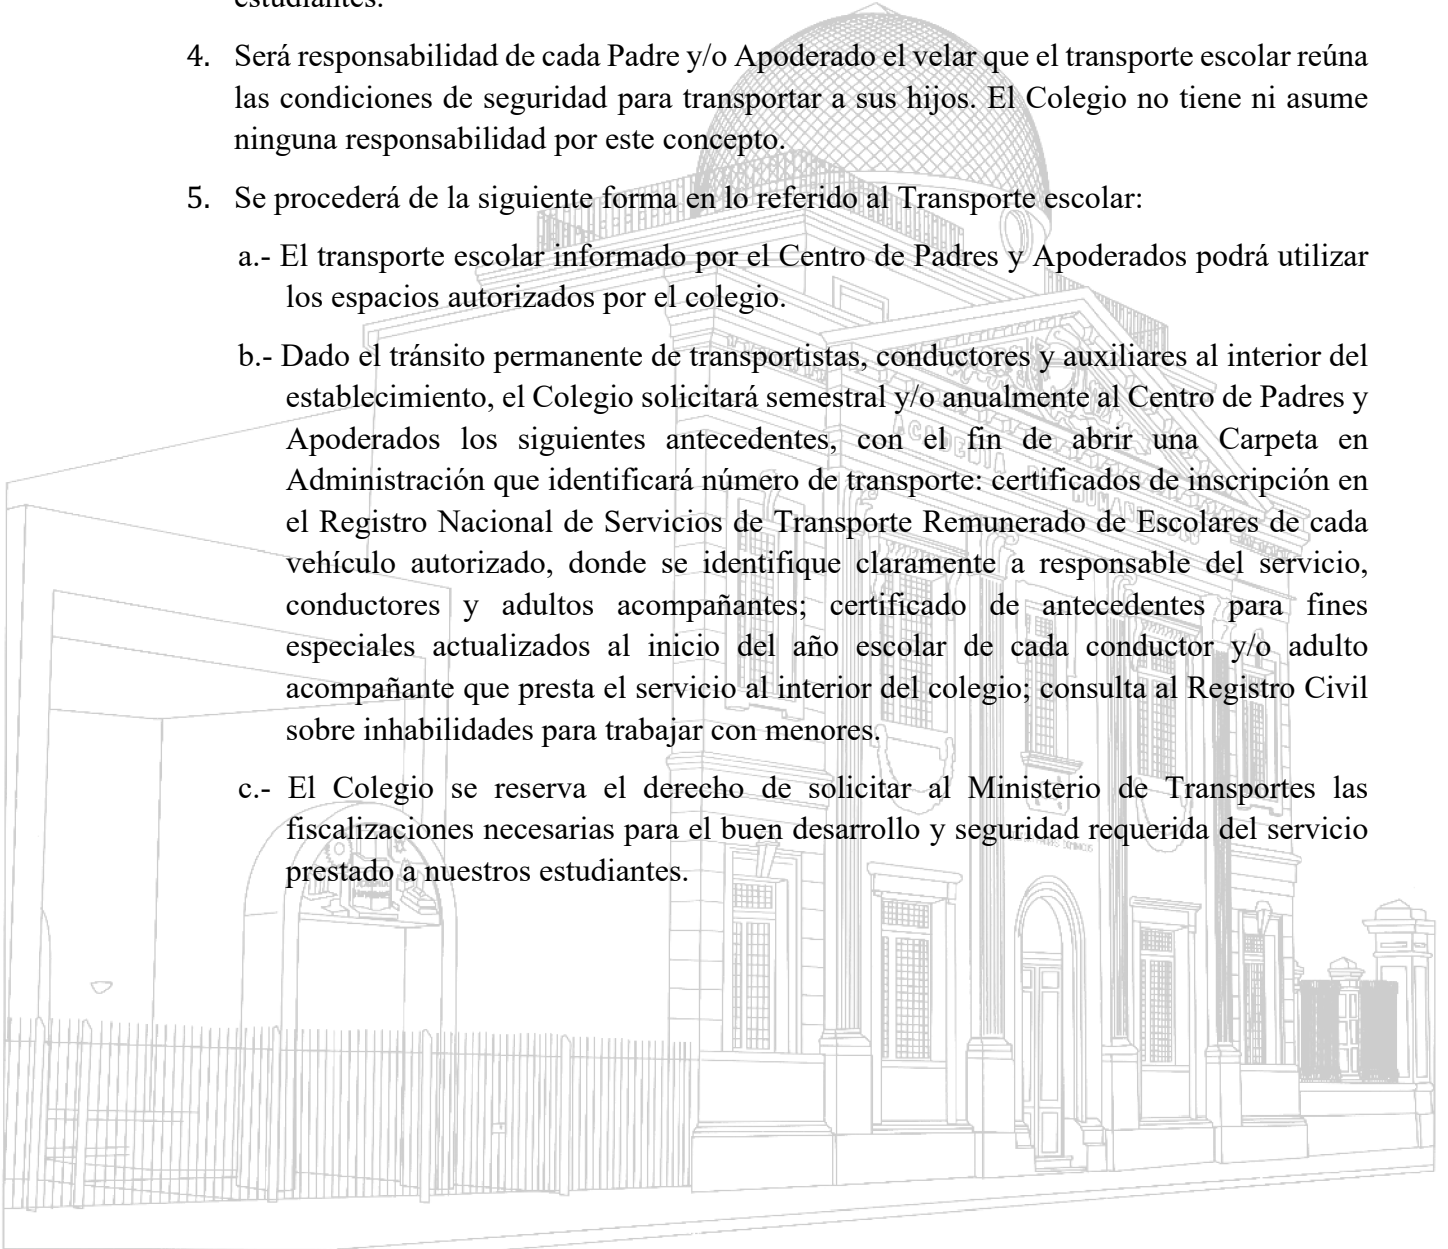 estudiantes.
4. Será responsabilidad de cada Padre y/o Apoderado el velar que el transporte escolar reúna
las condiciones de seguridad para transportar a sus hijos. El Colegio no tiene ni asume
ninguna responsabilidad por este concepto.
5. Se procederá de la siguiente forma en lo referido al Transporte escolar:
a.- El transporte escolar informado por el Centro de Padres y Apoderados podrá utilizar
los espacios autorizados por el colegio.
b.- Dado el tránsito permanente de transportistas, conductores y auxiliares al interior del
establecimiento, el Colegio solicitará semestral y/o anualmente al Centro de Padres y
Apoderados los siguientes antecedentes, con el fin de abrir una Carpeta en
Administración que identificará número de transporte: certificados de inscripción en
el Registro Nacional de Servicios de Transporte Remunerado de Escolares de cada
vehículo autorizado, donde se identifique claramente a responsable del servicio,
conductores y adultos acompañantes; certificado de antecedentes para fines
especiales actualizados al inicio del año escolar de cada conductor y/o adulto
acompañante que presta el servicio al interior del colegio; consulta al Registro Civil
sobre inhabilidades para trabajar con menores.
c.- El Colegio se reserva el derecho de solicitar al Ministerio de Transportes las
fiscalizaciones necesarias para el buen desarrollo y seguridad requerida del servicio
prestado a nuestros estudiantes.
ACADEMIA DE HUMANI